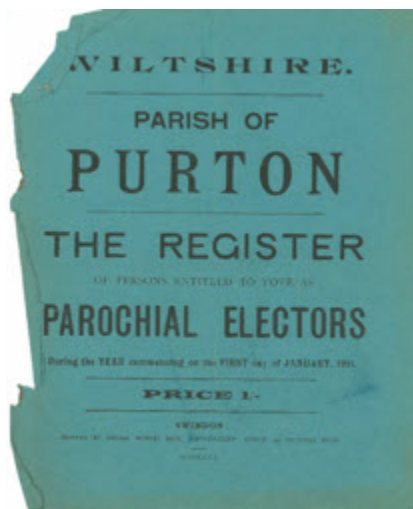 WILTSHIRE.
PARISH OF
PURTON
THE REGISTER
OF PERSONS ENTITLED TO VOTE AS
PAROCHIAL ELECTORS
During the YEAR commencing on the FIRST day of JANUARY, 1901.
PRICE 1/-
SWINDON